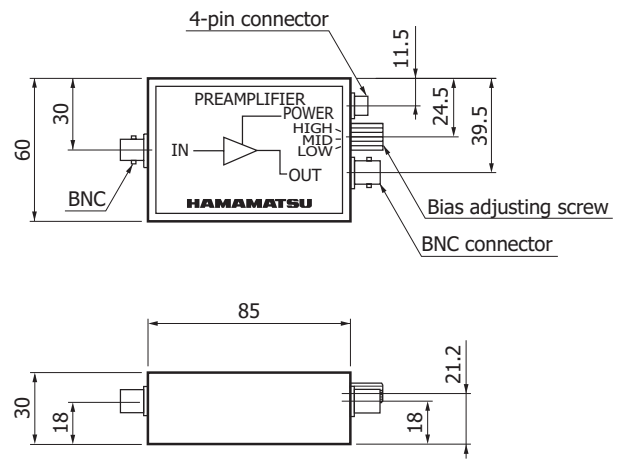 4-pin connector
11.5
24.5
39.5
30
60
PREAMPLIFIER
POWER
HIGH
MID
LOW
IN
OUT
HAMAMATSU
BNC
Bias adjusting screw
BNC connector
85
30
18
18
21.2